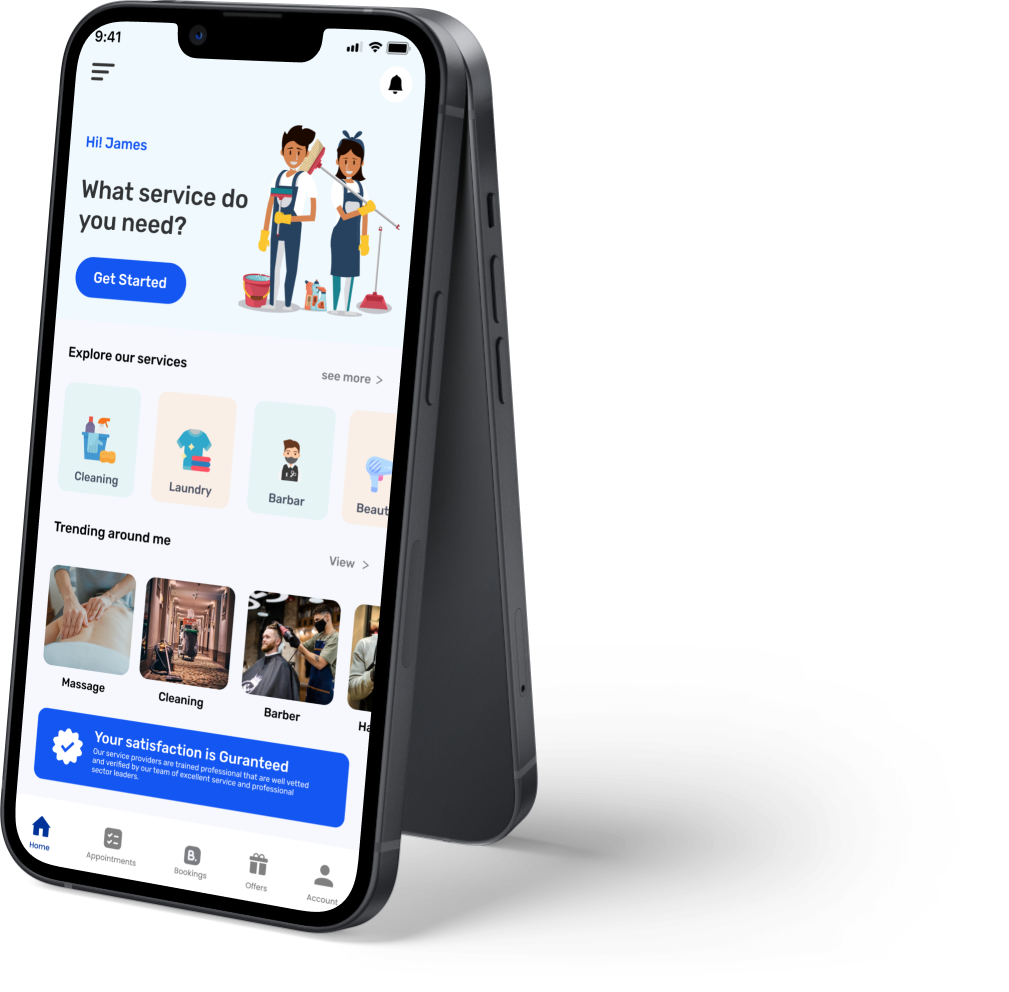 9:41
Hi! James
What service do
you need?
Get Started
Explore our services
see more >
Cleaning
Laundry
Barbar
Beaut
Trending around me
View >
Massage
Cleaning
Barber
Ha
Your satisfaction is Guranteed
Our service providers are trained professional that are well vetted
and verified by our team of excellent service and professional
sector leaders.
Home
Appointments
B.
Bookings
Offers
Account